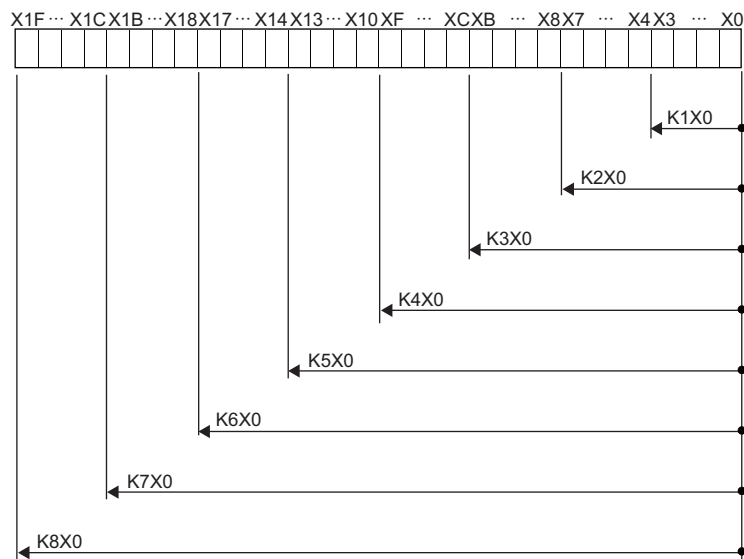 X1F ··· X1C X1B ··· X18 X17 ··· X14 X13 ··· X10 XF ··· XC XB ··· X8 X7 ··· X4 X3 ··· X0
K1X0
K2X0
K3X0
K4X0
K5X0
K6X0
K7X0
K8X0